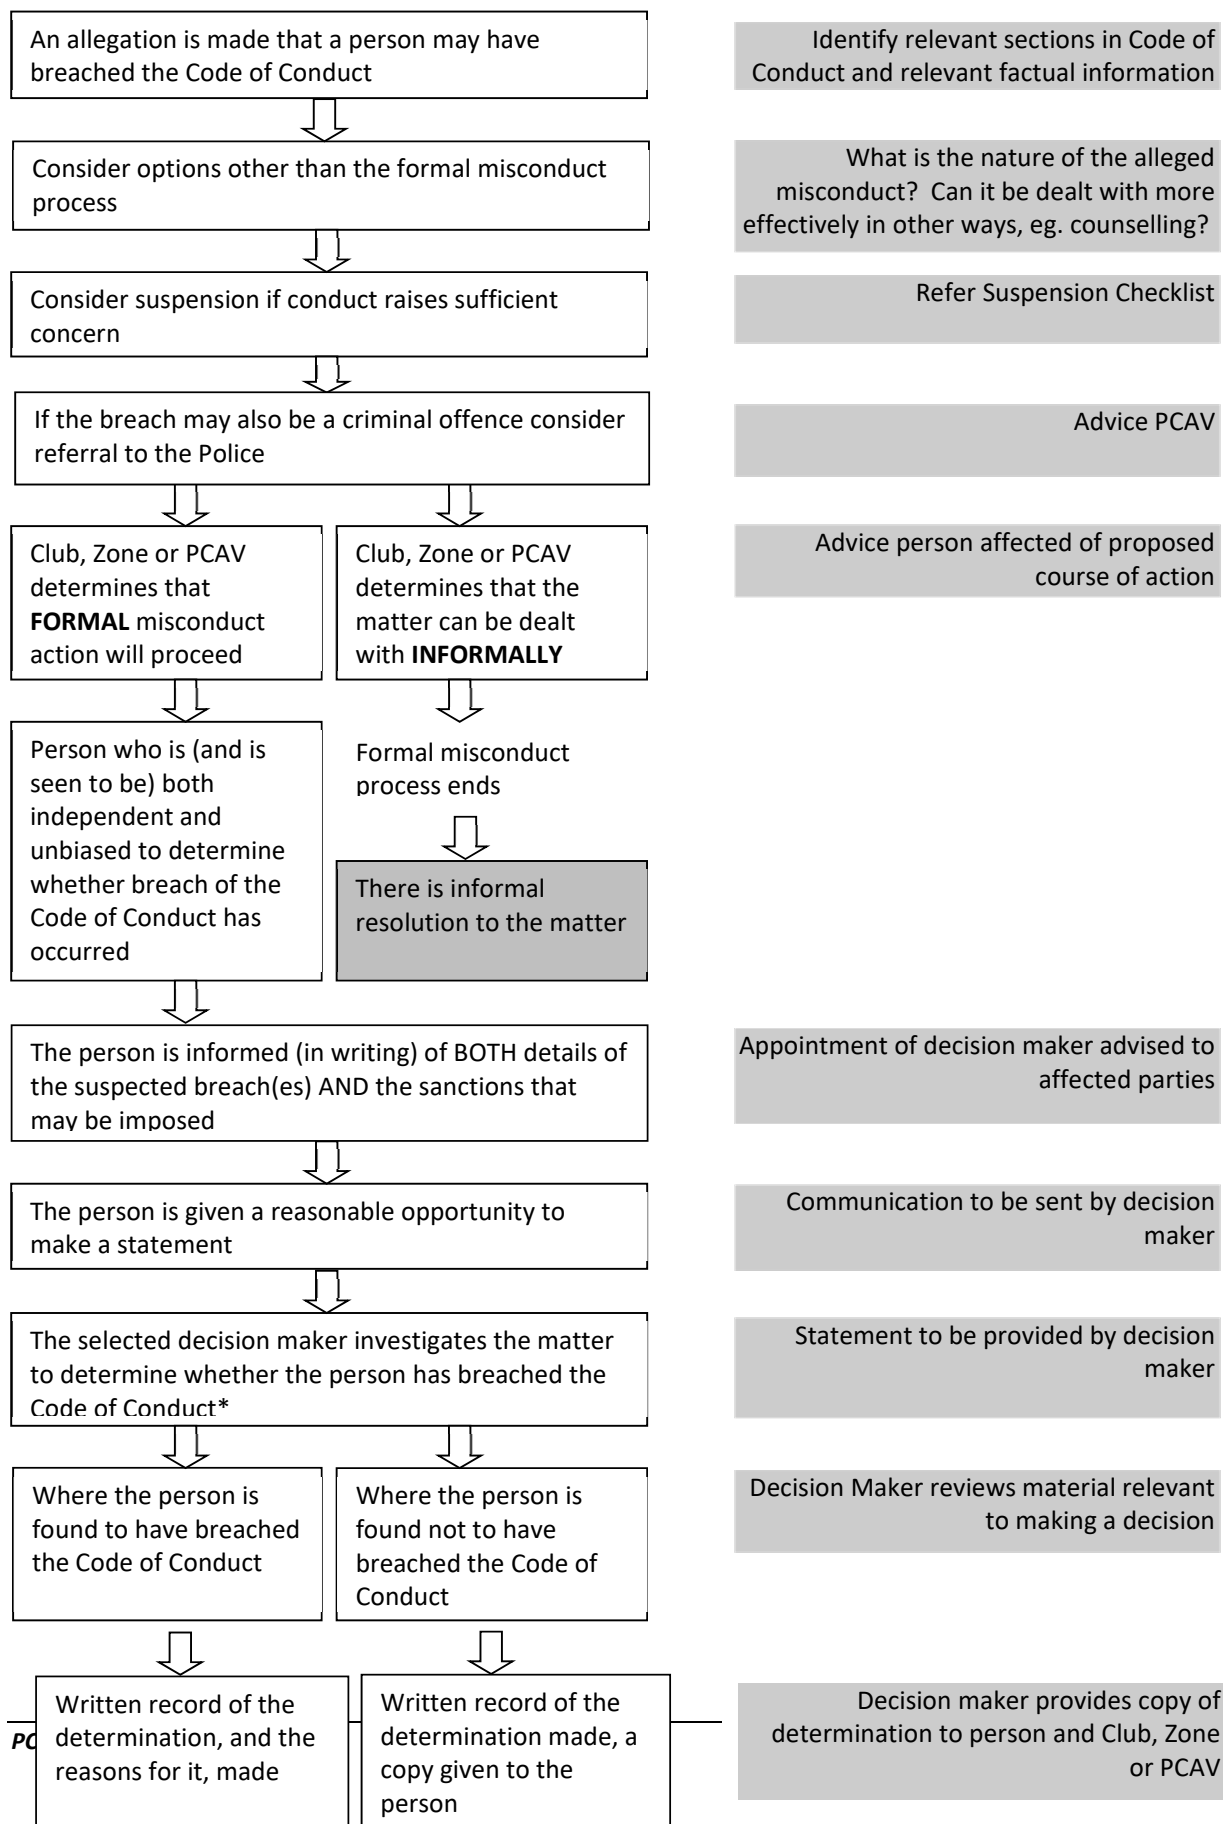 An allegation is made that a person may have
breached the Code of Conduct
Identify relevant sections in Code of
Conduct and relevant factual information
Consider options other than the formal misconduct
process
What is the nature of the alleged
misconduct?  Can it be dealt with more
effectively in other ways, eg. counselling?
Consider suspension if conduct raises sufficient
concern
Refer Suspension Checklist
If the breach may also be a criminal offence consider
referral to the Police
Advice PCAV
Club, Zone or PCAV
determines that
FORMAL misconduct
action will proceed
Club, Zone or PCAV
determines that the
matter can be dealt
with INFORMALLY
Advice person affected of proposed
course of action
Person who is (and is
seen to be) both
independent and
unbiased to determine
whether breach of the
Code of Conduct has
occurred
Formal misconduct
process ends
There is informal
resolution to the matter
The person is informed (in writing) of BOTH details of
the suspected breach(es) AND the sanctions that
may be imposed
Appointment of decision maker advised to
affected parties
The person is given a reasonable opportunity to
make a statement
Communication to be sent by decision
maker
The selected decision maker investigates the matter
to determine whether the person has breached the
Code of Conduct*
Statement to be provided by decision
maker
Where the person is
found to have breached
the Code of Conduct
Where the person is
found not to have
breached the Code of
Conduct
Decision Maker reviews material relevant
to making a decision
Written record of the
determination, and the
reasons for it, made
Written record of the
determination made, a
copy given to the
person
Decision maker provides copy of
determination to person and Club, Zone
or PCAV